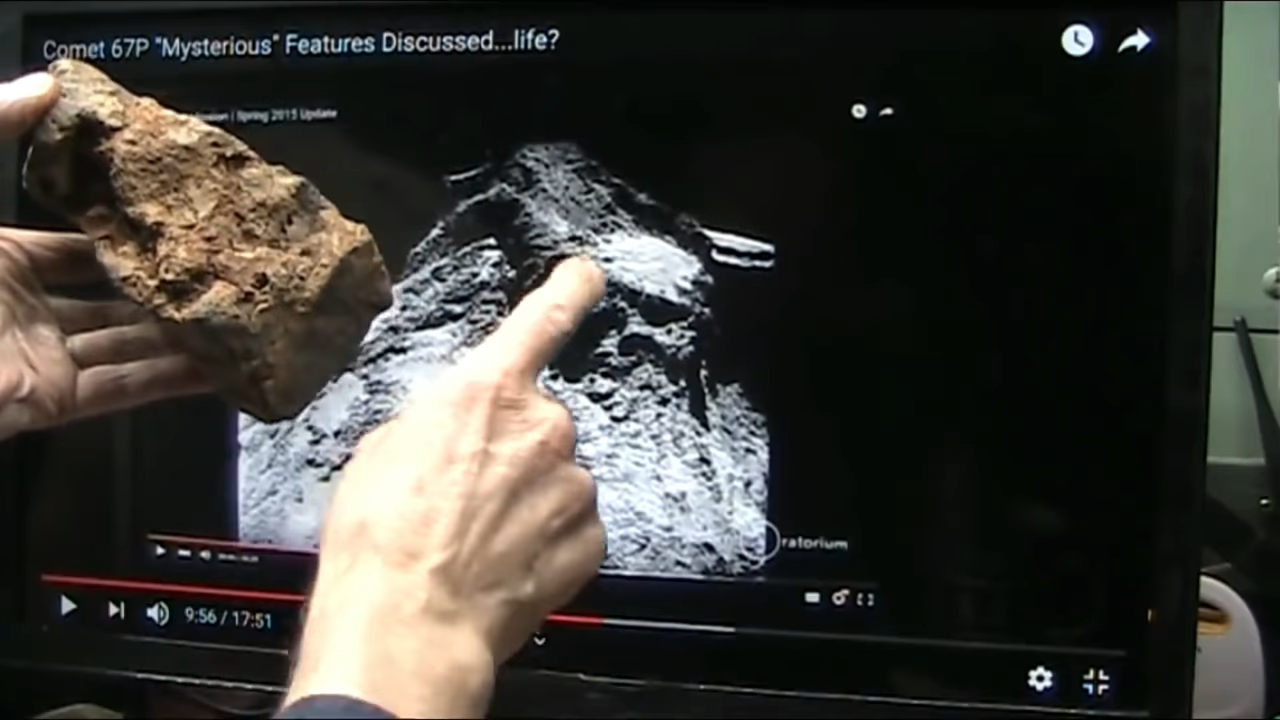 Comet 67P "Mysterious" Features Discussed...life?
| Spring 2015 Update
ratorium
9:56 / 17:51